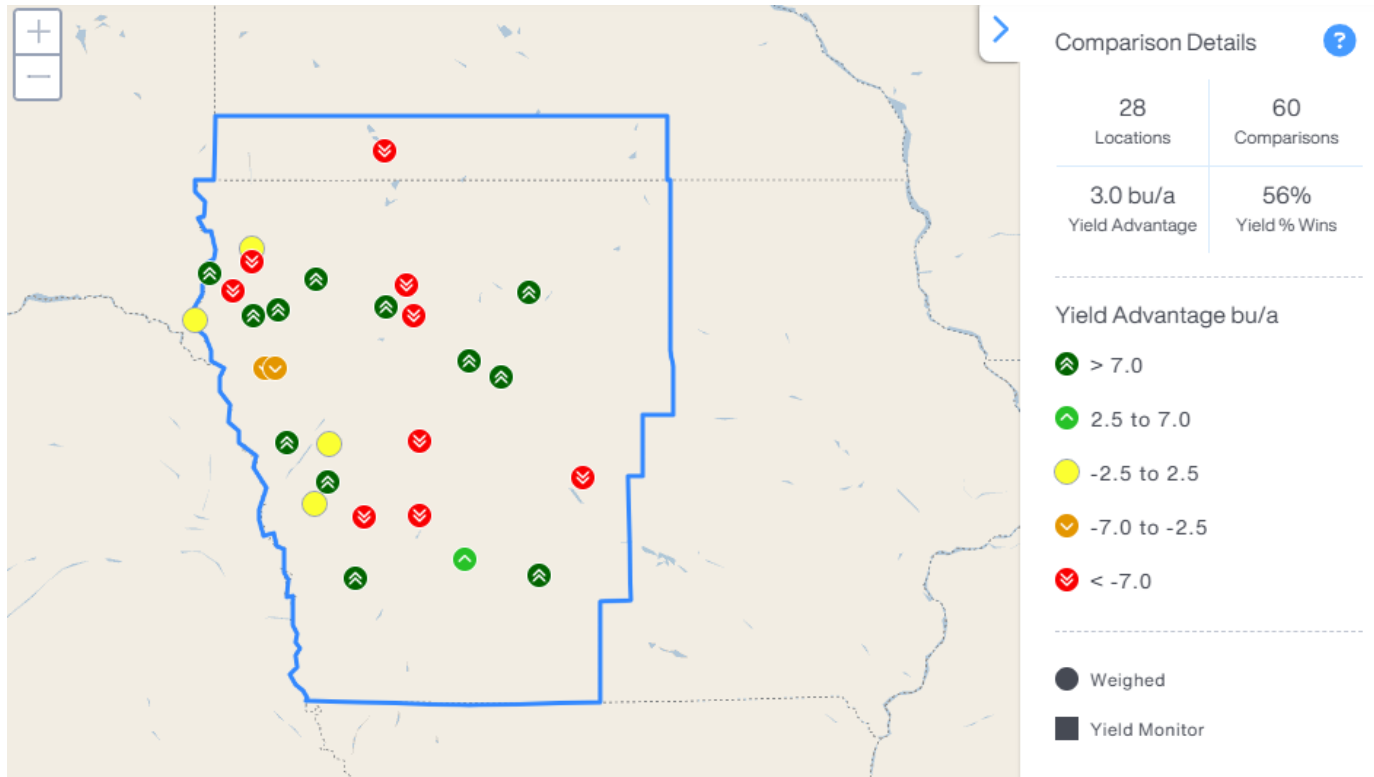 Comparison Details
?
28
Locations
60
Comparisons
3.0 bu/a
Yield Advantage
56%
Yield % Wins
Yield Advantage bu/a
> 7.0
2.5 to 7.0
-2.5 to 2.5
-7.0 to -2.5
< -7.0
Weighed
Yield Monitor